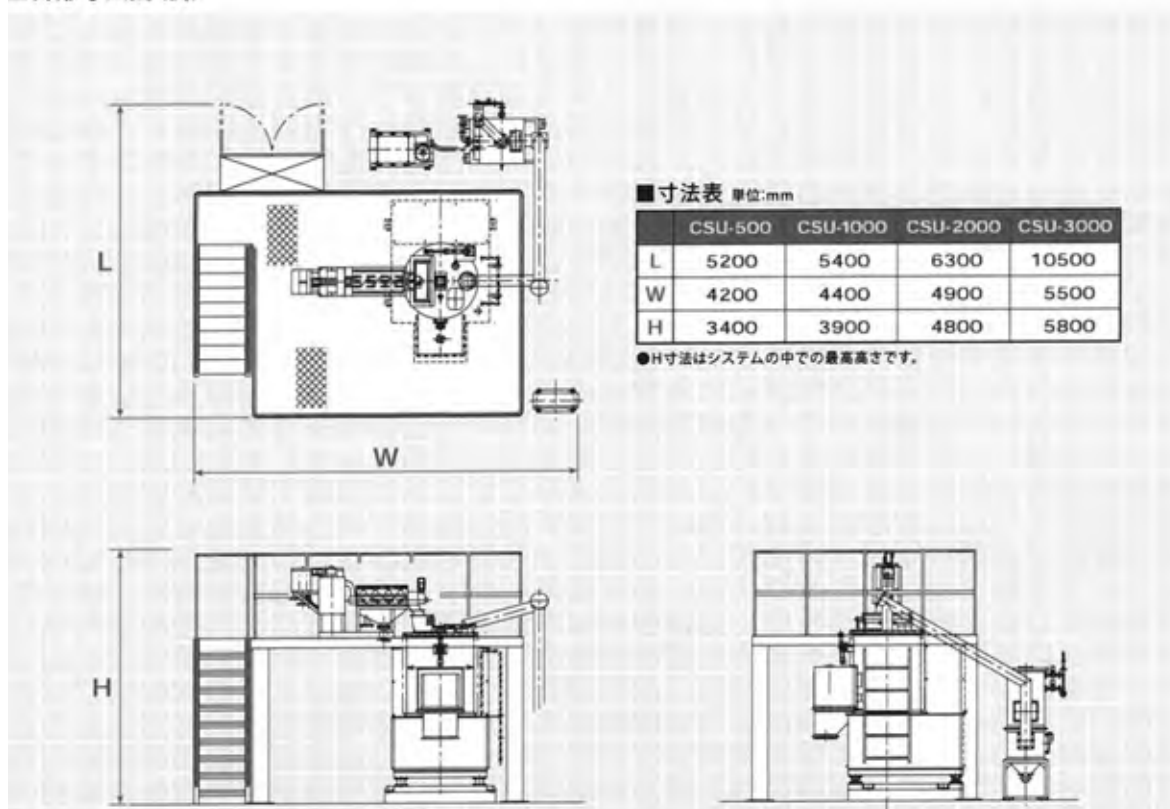 ■寸法表 単位:mm
CSU-500 CSU-1000 CSU-2000 CSU-3000
L 5200 5400 6300 10500
W 4200 4400 4900 5500
H 3400 3900 4800 5800
●H寸法はシステムの中での最高高さです。
L
W
H